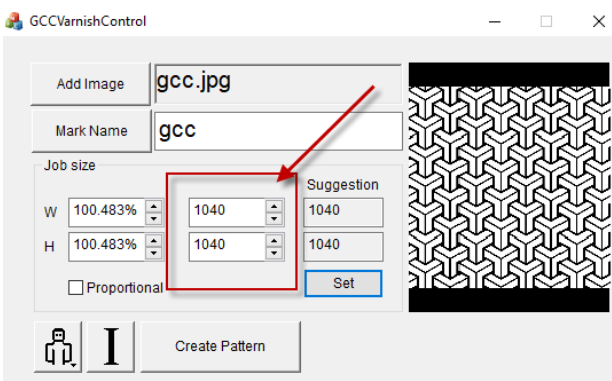 GCCVarnishControl
Add Image gcc.jpg
Mark Name gcc
Job size
Suggestion
W 100.483% 1040 1040
H 100.483% 1040 1040
Proportional Set
I Create Pattern